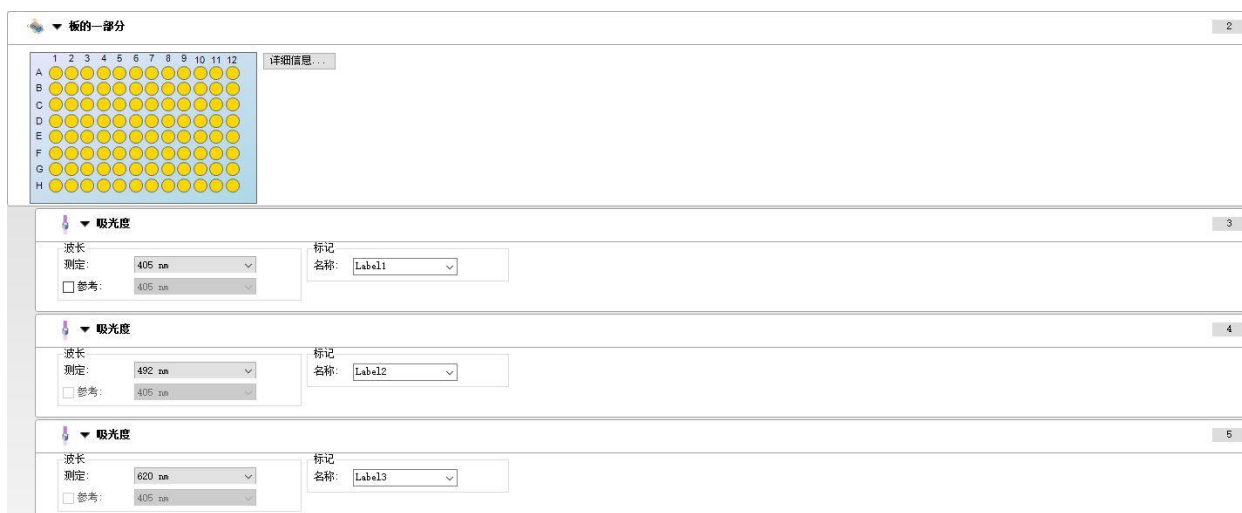 板的一部分 2
1 2 3 4 5 6 7 8 9 10 11 12 详细信息...
A
B
C
D
E
F
G
H
吸光度 3
波长 标记
测定: 405 nm 名称: Label1
参考: 405 nm
吸光度 4
波长 标记
测定: 492 nm 名称: Label2
参考: 405 nm
吸光度 5
波长 标记
测定: 620 nm 名称: Label3
参考: 405 nm